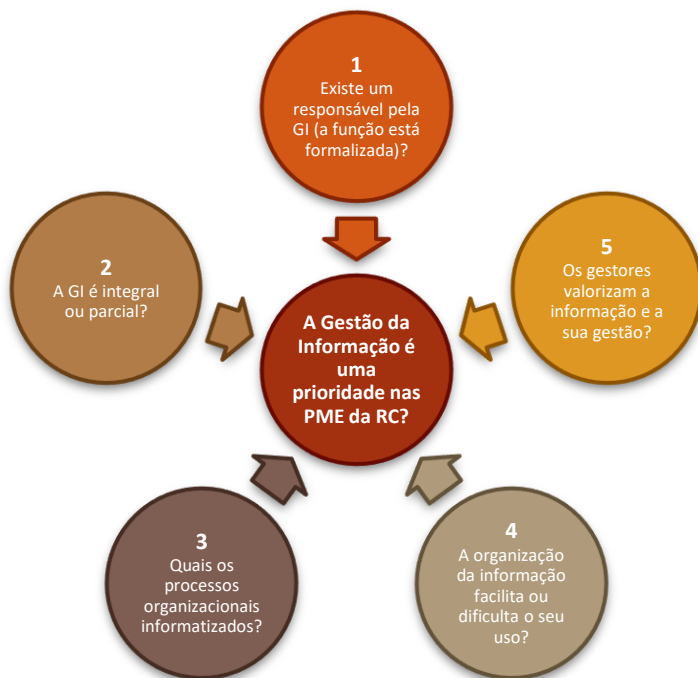 1
Existe um
responsável pela
GI (a função está
formalizada)?
2
A GI é integral
ou parcial?
5
Os gestores
valorizam a
informação e a
sua gestão?
A Gestão da
Informação é
uma
prioridade nas
PME da RC?
3
Quais os
processos
organizacionais
informatizados?
4
A organização
da informação
facilita ou
dificulta o seu
uso?